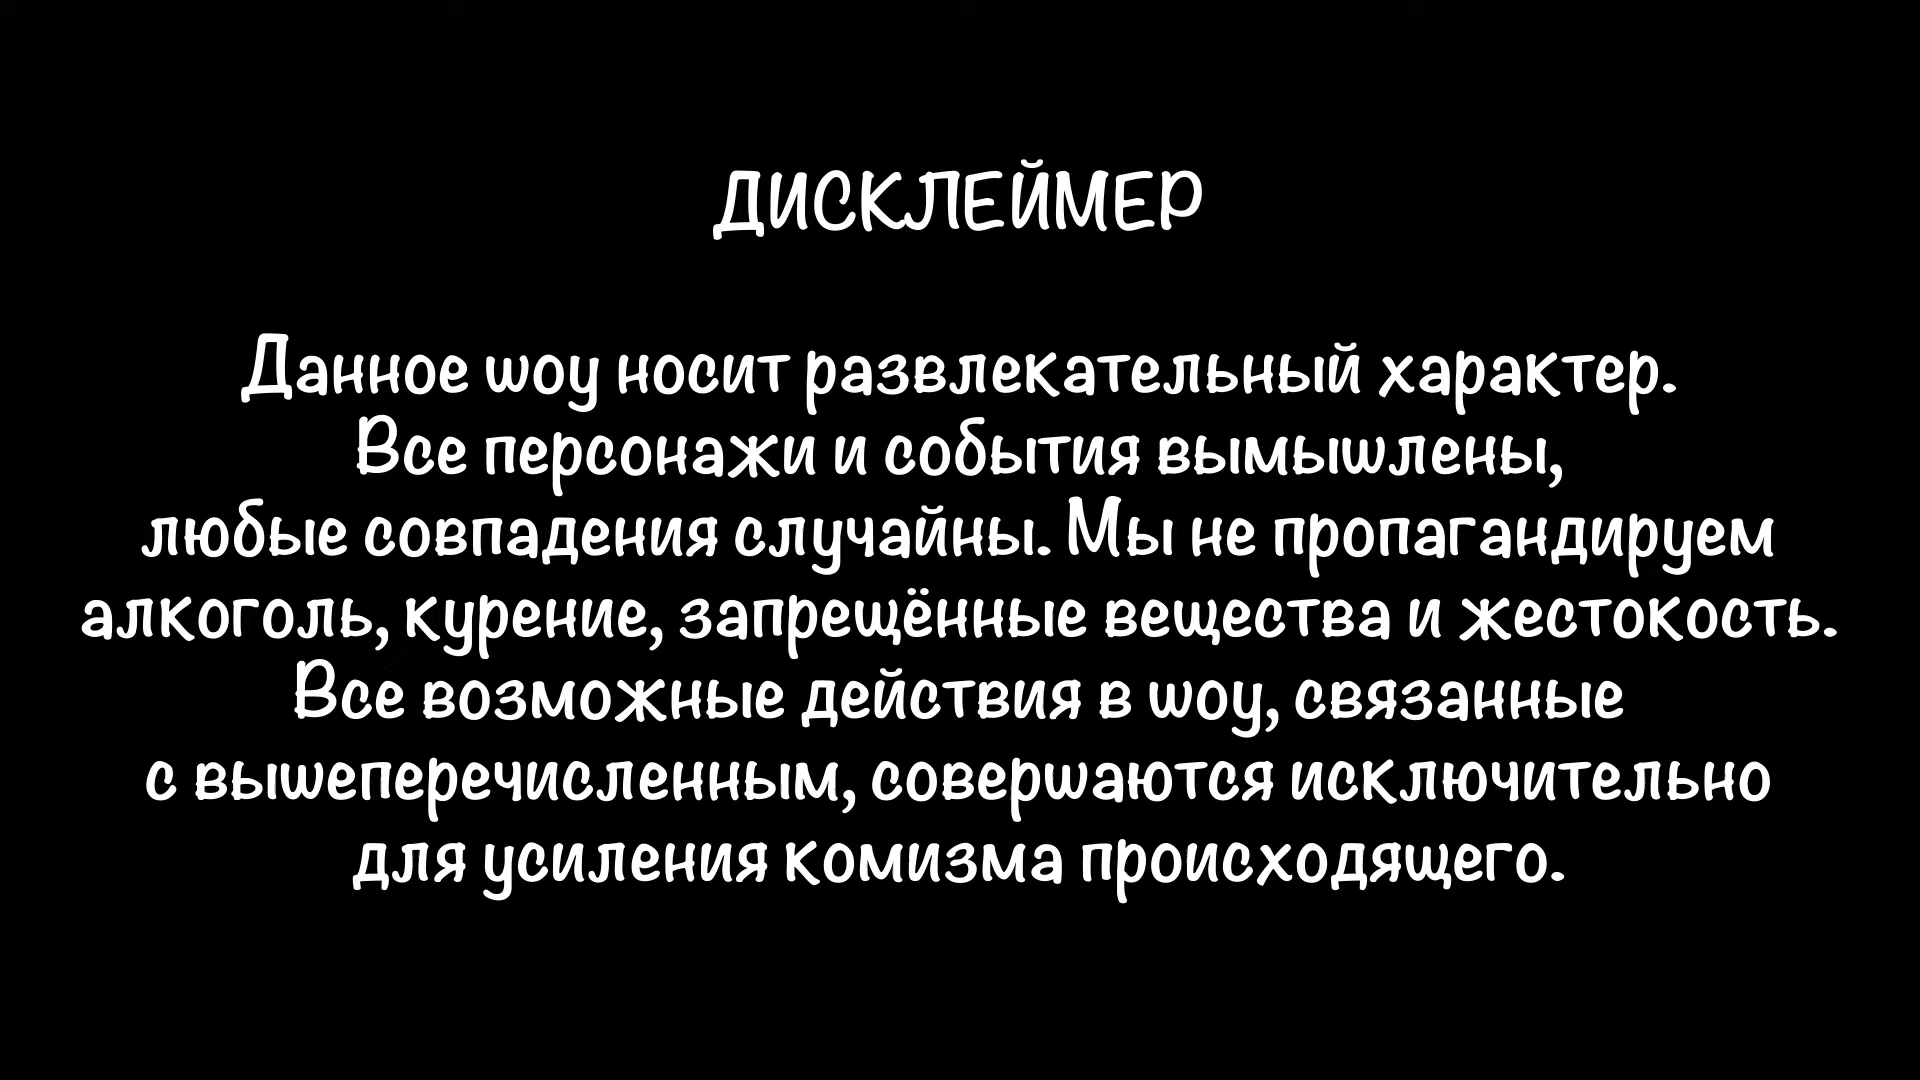 ДИСКЛЕЙМЕР
Данное шоу носит развлекательный характер.
Все персонажи и события вымышлены,
любые совпадения случайны. Мы не пропагандируем
алкоголь, курение, запрещённые вещества и жестокость.
Все возможные действия в шоу, связанные
с вышеперечисленным, совершаются исключительно
для усиления комизма происходящего.